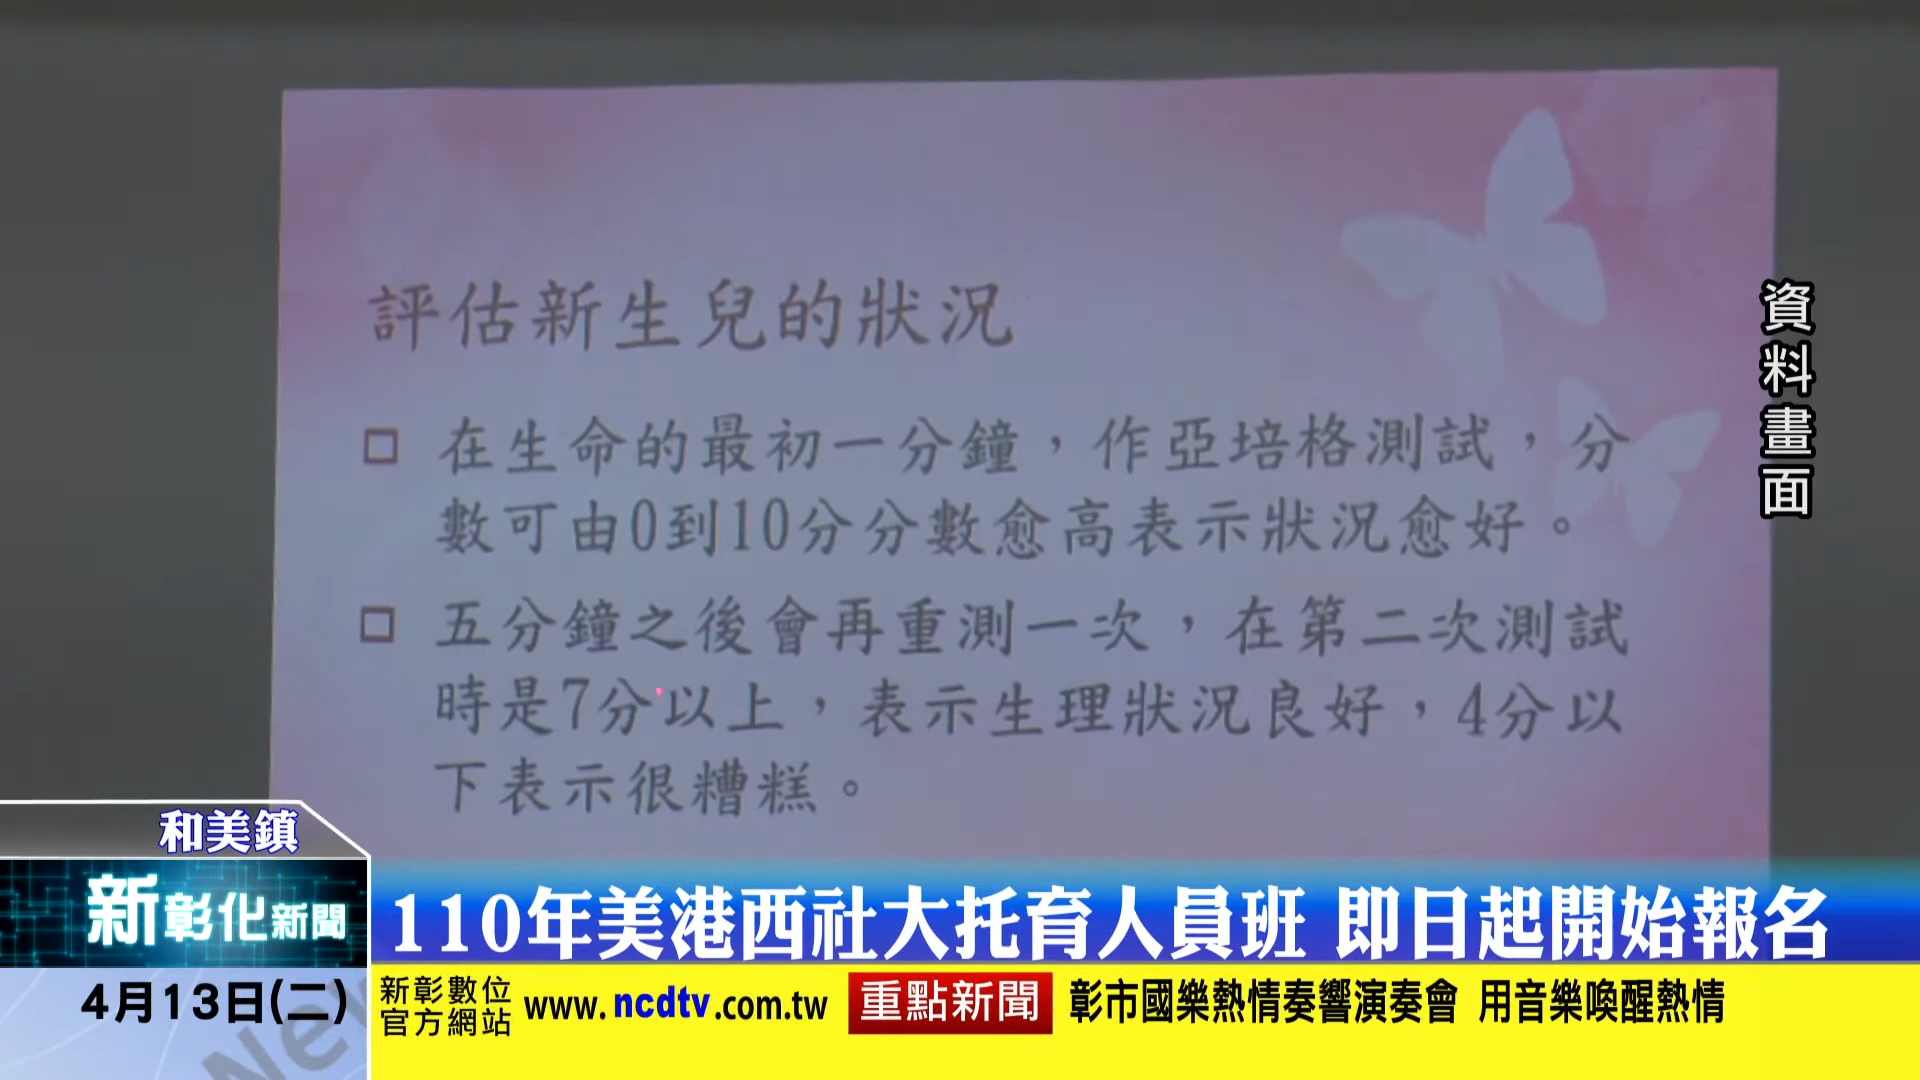 評估新生兒的狀況
在生命的最初一分鐘，作亞培格測試，分
數可由0到10分分數愈高表示狀況愈好。
五分鐘之後會再重測一次，在第二次測試
時是7分以上，表示生理狀況良好，4分以
下表示很糟糕。
資料畫面
和美鎮
新彰化新聞
110年美港西社大托育人員班 即日起開始報名
4月13日(二)
新彰數位
官方網站
www.ncdtv.com.tw
重點新聞
彰市國樂熱情奏響演奏會 用音樂喚醒熱情
New